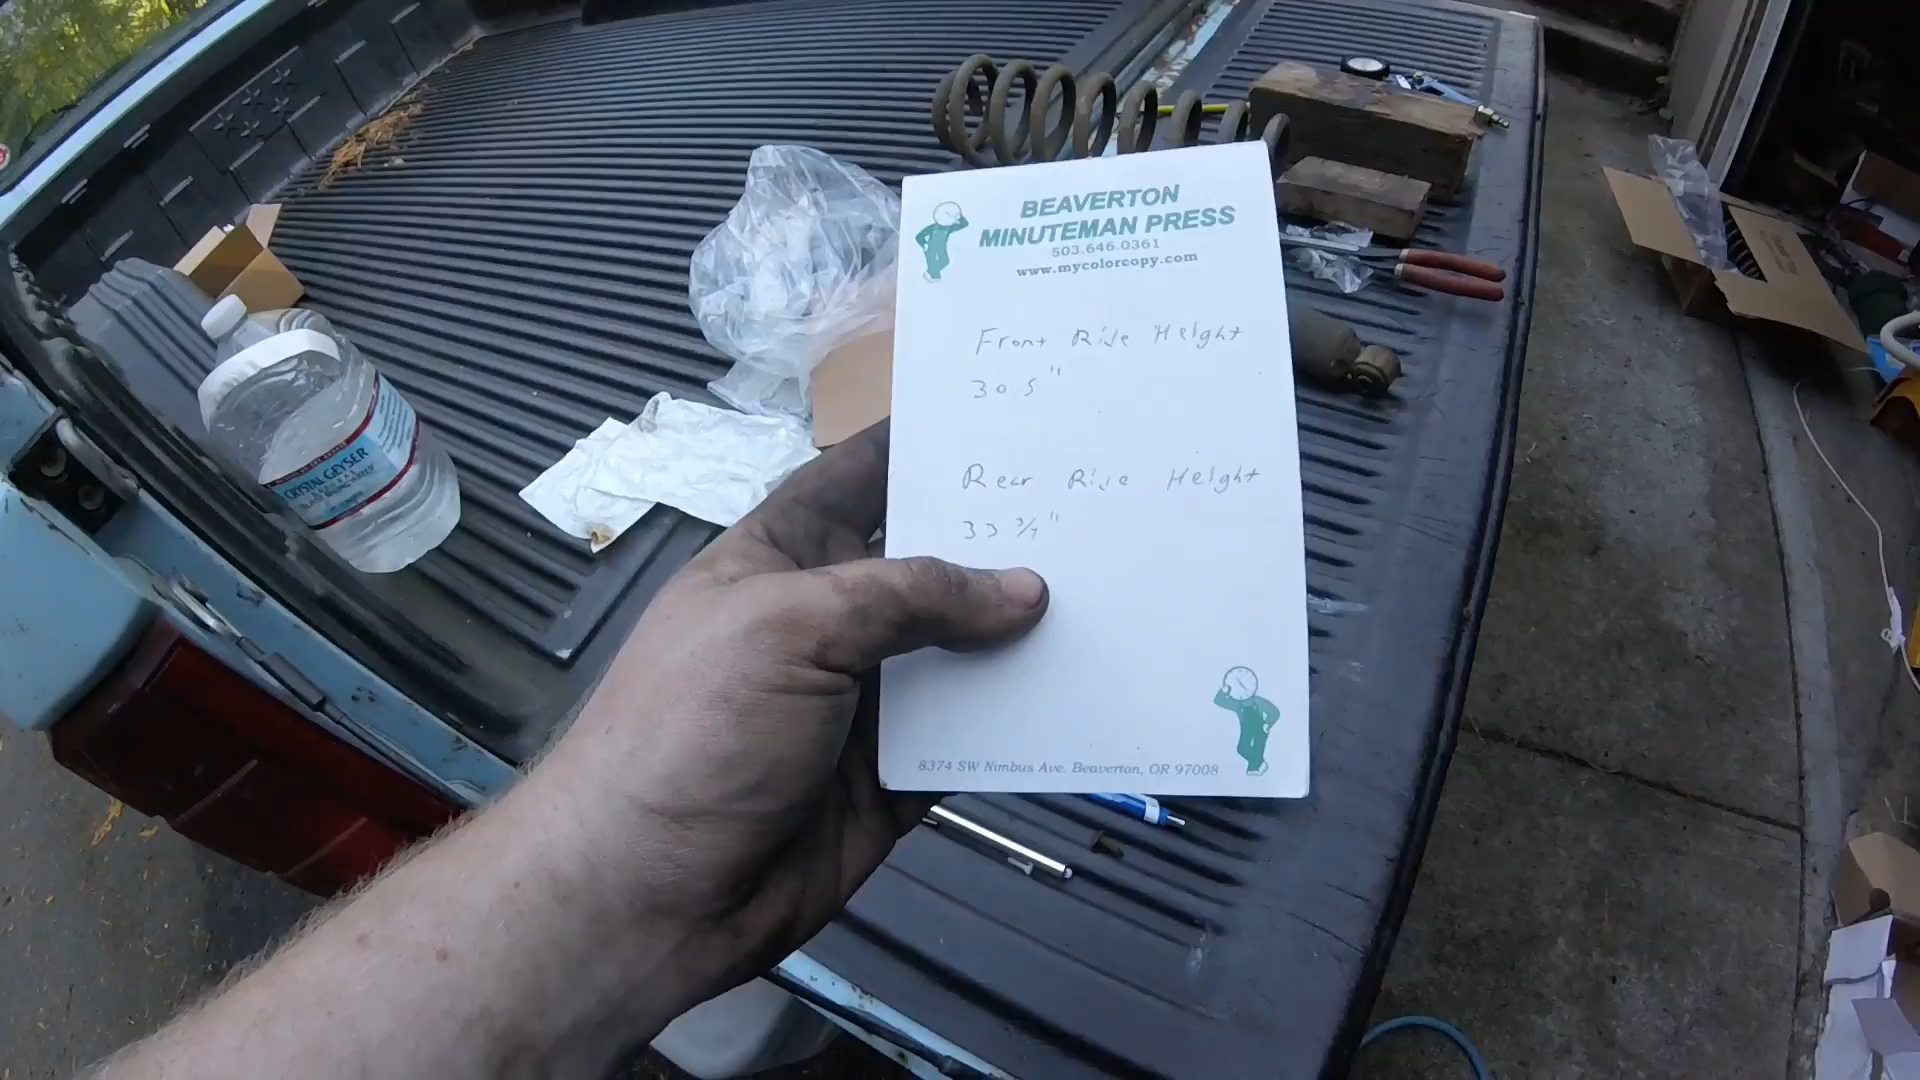 BEAVERTON
MINUTEMAN PRESS
503.646.0361
www.mycolorcopy.com
Front Ride Height
30.5"
Rear Ride Height
33 3/4"
8374 SW Nimbus Ave. Beaverton, OR 97008
CRYSTAL GEYSER